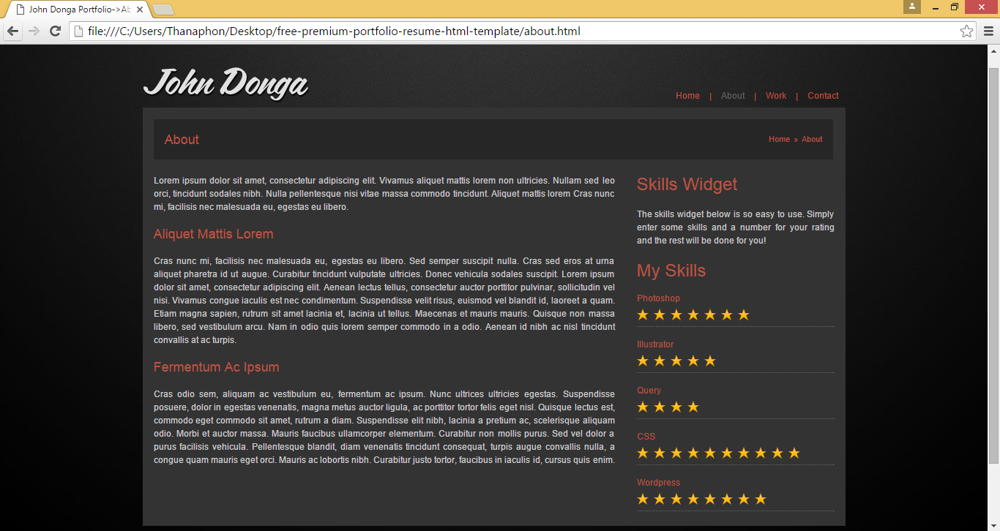 John Donga Portfolio->Ab
file:///C:/Users/Thanaphon/Desktop/free-premium-portfolio-resume-html-template/about.html
John Donga
Home | About | Work | Contact
About
Home » About
Lorem ipsum dolor sit amet, consectetur adipiscing elit. Vivamus aliquet mattis lorem non ultricies. Nullam sed leo
orci, tincidunt sodales nibh. Nulla pellentesque nisi vitae massa commodo tincidunt. Aliquet mattis lorem Cras nunc
mi, facilisis nec malesuada eu, egestas eu libero.
Aliquet Mattis Lorem
Cras nunc mi, facilisis nec malesuada eu, egestas eu libero. Sed semper suscipit nulla. Cras sed eros at urna
aliquet pharetra id ut augue. Curabitur tincidunt vulputate ultricies. Donec vehicula sodales suscipit. Lorem ipsum
dolor sit amet, consectetur adipiscing elit. Aenean lectus tellus, consectetur auctor porttitor pulvinar, sollicitudin vel
nisi. Vivamus congue iaculis est nec condimentum. Suspendisse velit risus, euismod vel blandit id, laoreet a quam.
Etiam magna sapien, rutrum sit amet lacinia et, lacinia ut tellus. Maecenas et mauris mauris. Quisque non massa
libero, sed vestibulum arcu. Nam in odio quis lorem semper commodo in a odio. Aenean id nibh ac nisl tincidunt
convallis at ac turpis.
Fermentum Ac Ipsum
Cras odio sem, aliquam ac vestibulum eu, fermentum ac ipsum. Nunc ultrices ultricies egestas. Suspendisse
posuere, dolor in egestas venenatis, magna metus auctor ligula, ac porttitor tortor felis eget nisl. Quisque lectus est,
commodo eget commodo sit amet, rutrum a diam. Suspendisse elit nibh, lacinia a pretium ac, scelerisque aliquam
odio. Morbi et auctor massa. Mauris faucibus ullamcorper elementum. Curabitur non mollis purus. Sed vel dolor a
purus facilisis vehicula. Pellentesque blandit, diam venenatis tincidunt consequat, turpis augue convallis nulla, a
congue quam mauris eget orci. Mauris ac lobortis nibh. Curabitur justo tortor, faucibus in iaculis id, cursus quis enim.
Skills Widget
The skills widget below is so easy to use. Simply
enter some skills and a number for your rating
and the rest will be done for you!
My Skills
Photoshop
Illustrator
Query
CSS
Wordpress